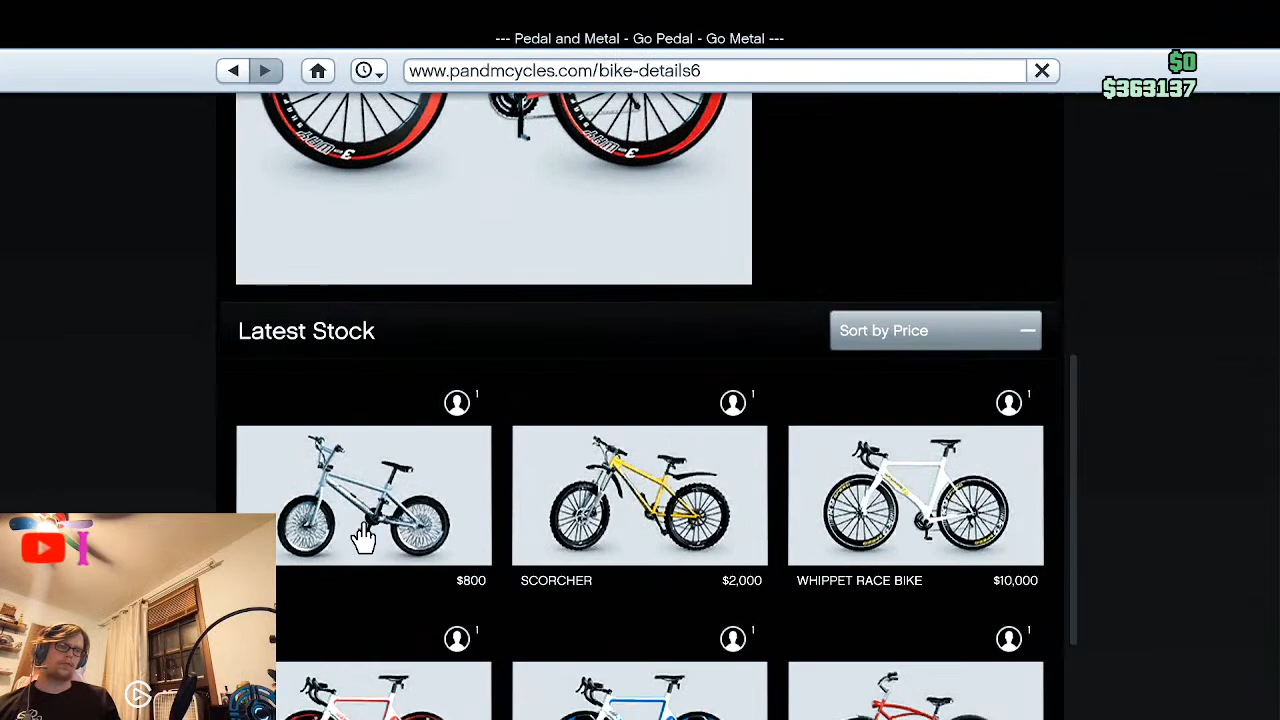 --- Pedal and Metal - Go Pedal - Go Metal ---
www.pandmcycles.com/bike-details6
$0
$363137
Latest Stock
Sort by Price
1
1
1
$800
SCORCHER
$2,000
WHIPPET RACE BIKE
$10,000
1
1
1